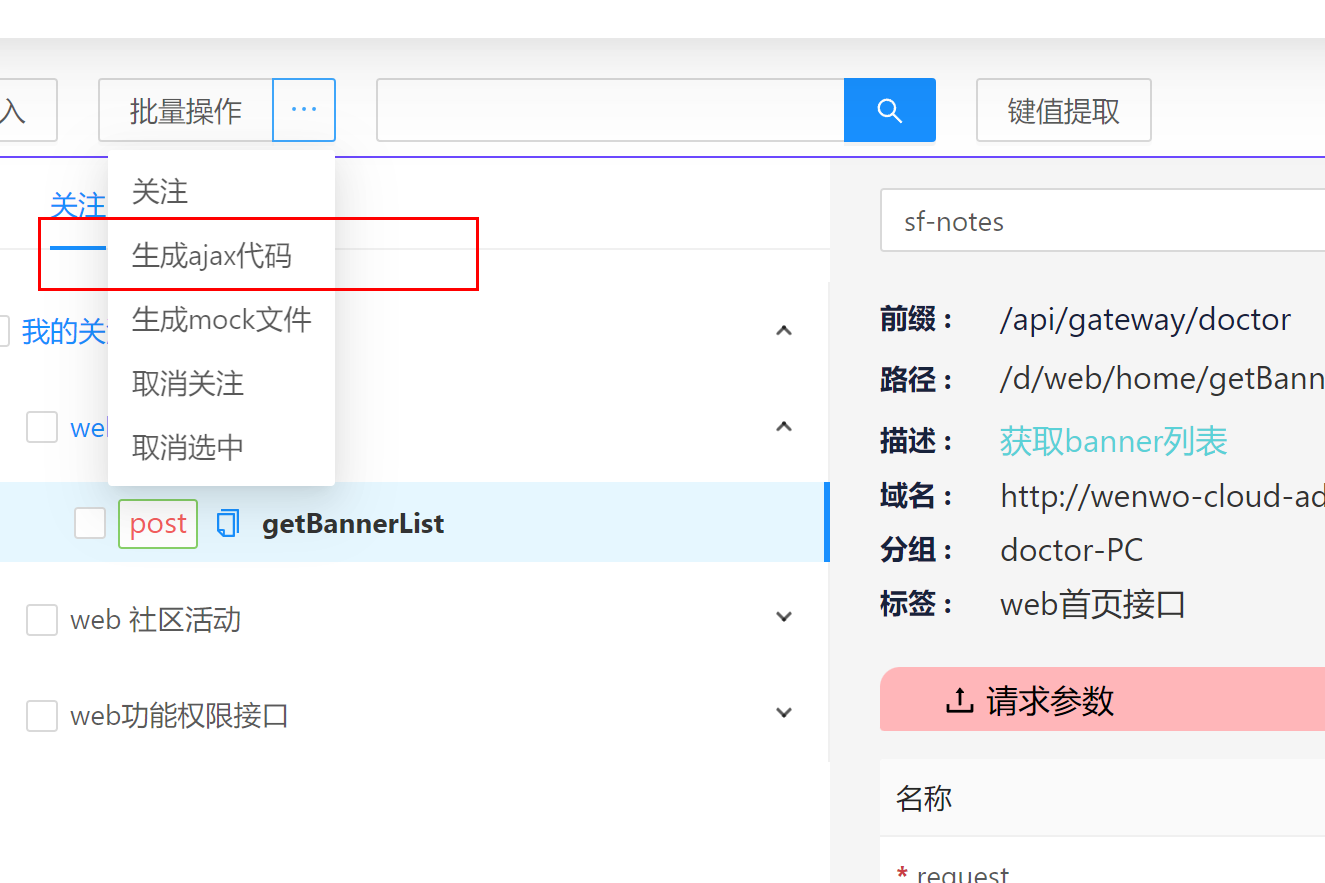 入
批量操作
···
键值提取
关注
关注
生成ajax代码
生成mock文件
取消关注
取消选中
我的关
web
post
getBannerList
web 社区活动
web功能权限接口
sf-notes
前缀： /api/gateway/doctor
路径： /d/web/home/getBann
描述： 获取banner列表
域名： http://wenwo-cloud-ad
分组： doctor-PC
标签： web首页接口
请求参数
名称
* request